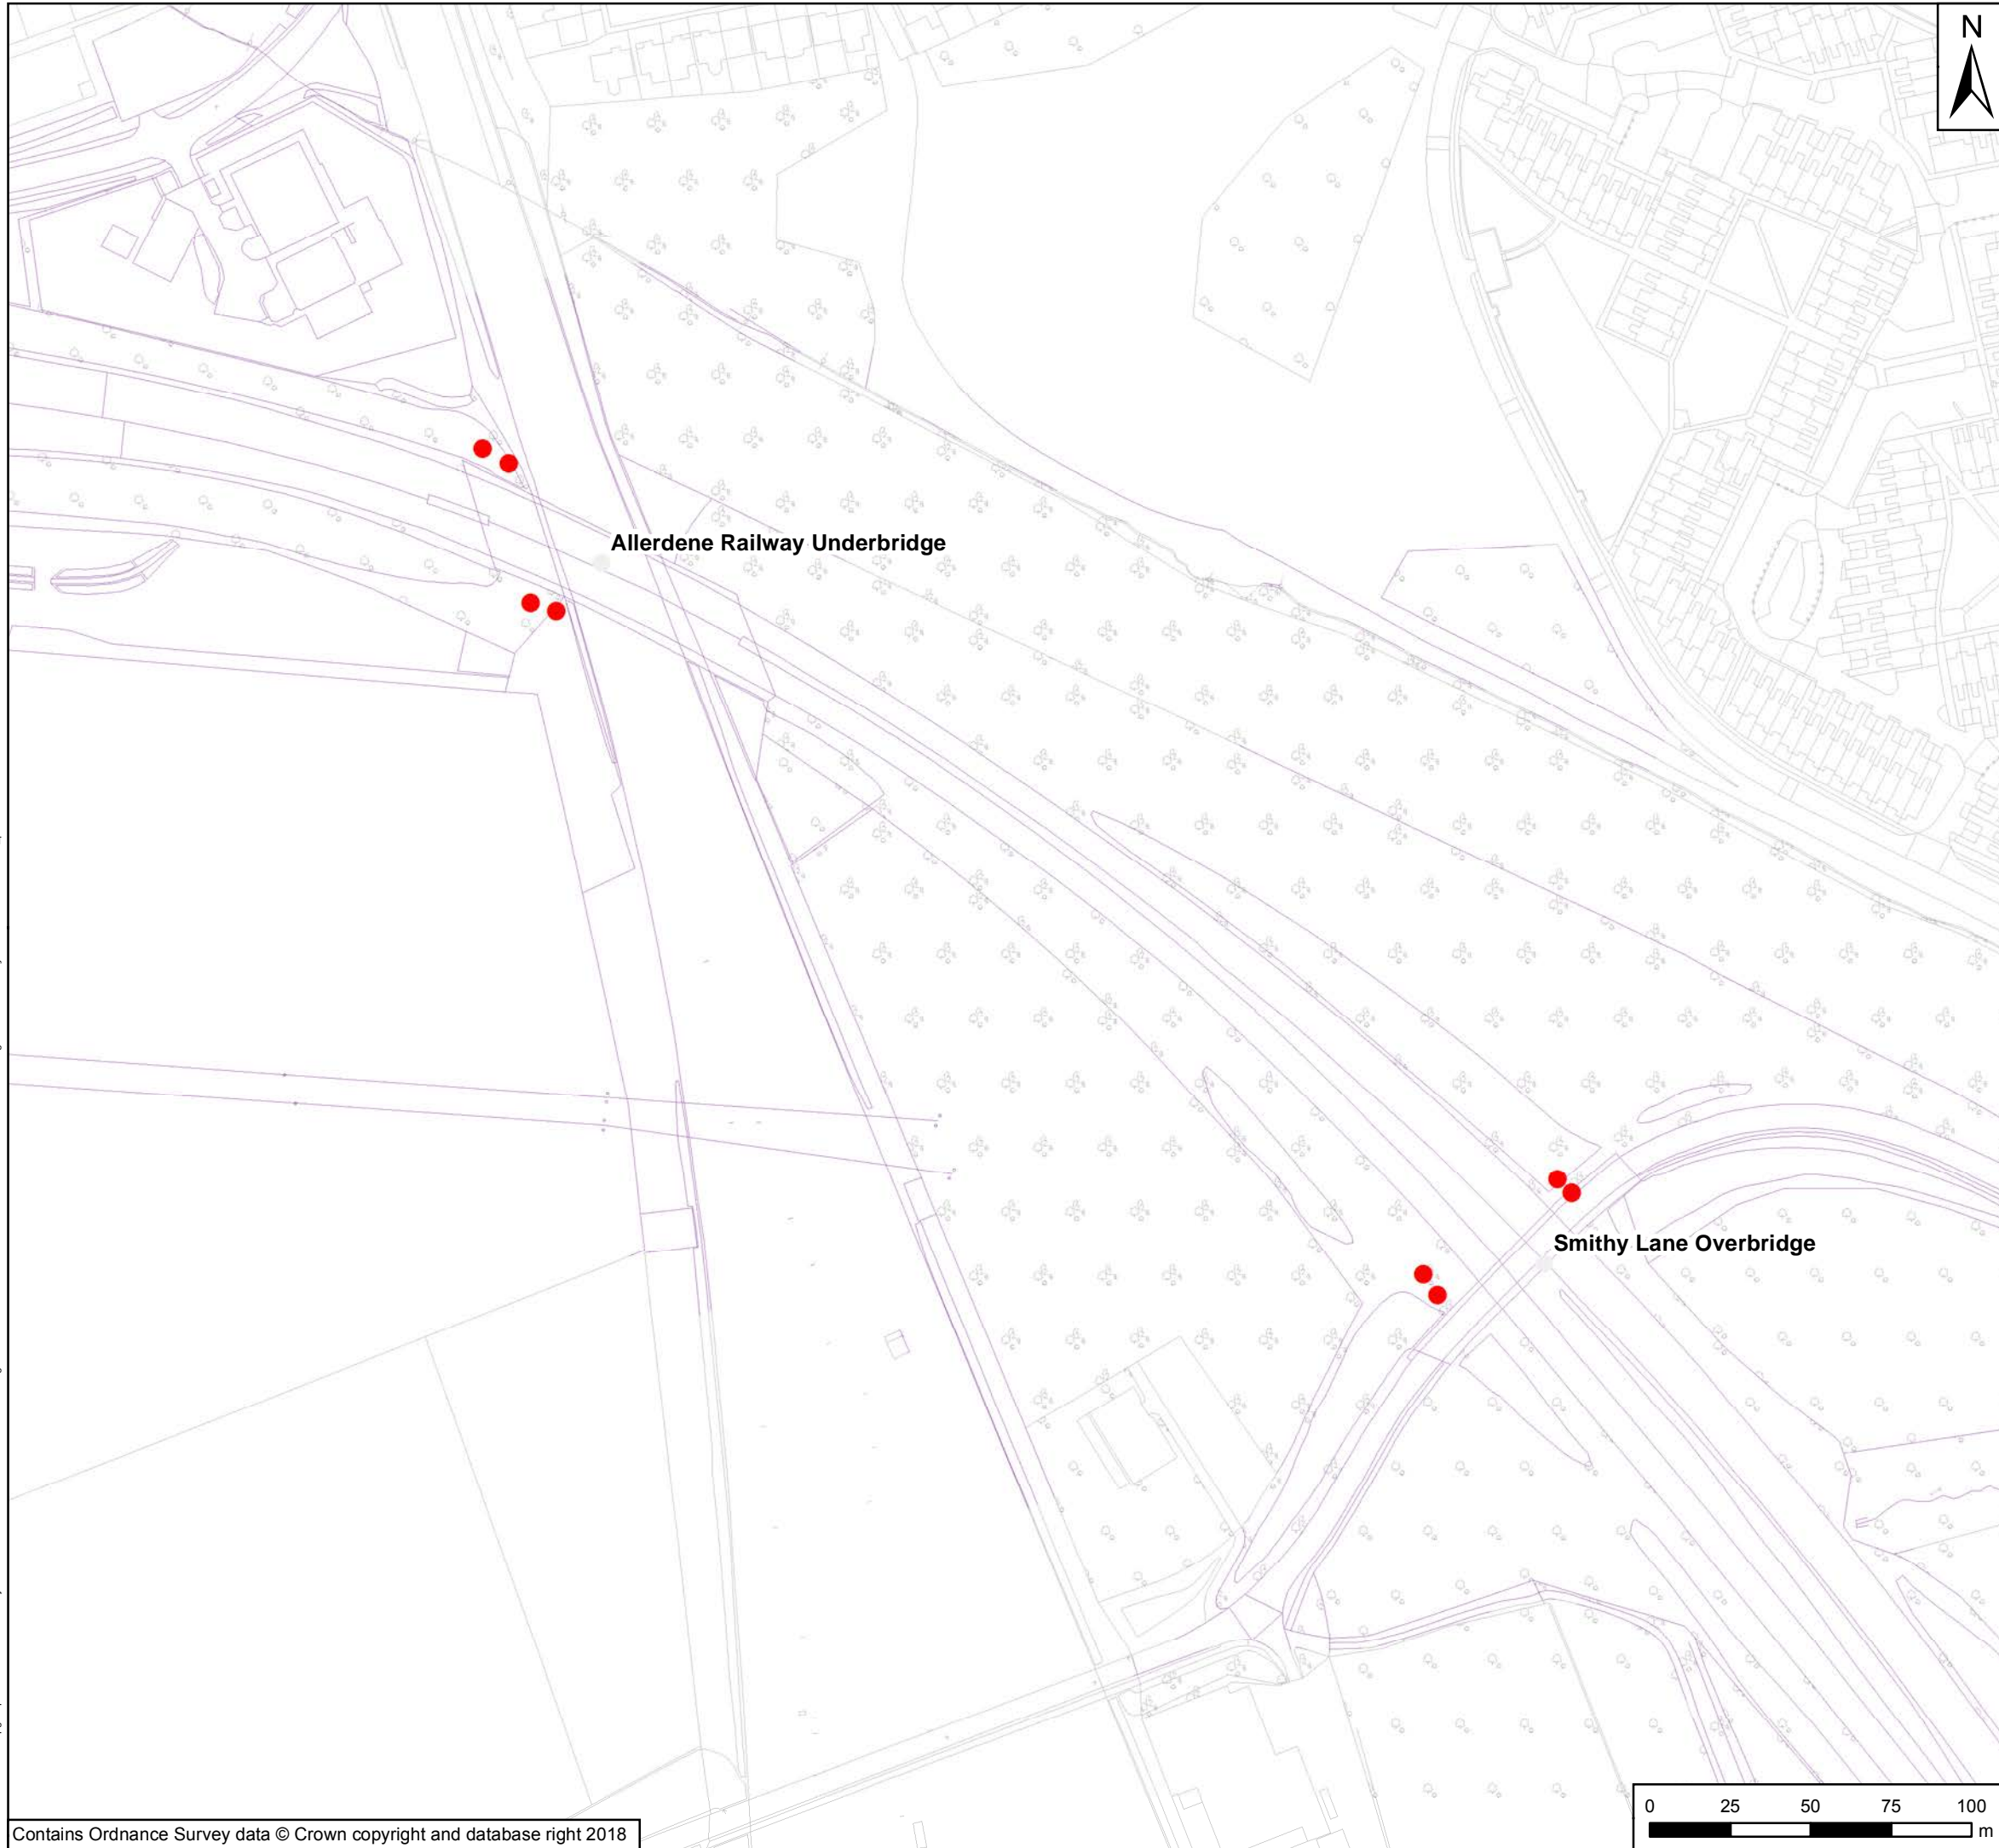 N
Allerdene Railway Underbridge
Smithy Lane Overbridge
0 25 50 75 100
m
Contains Ordnance Survey data © Crown copyright and database right 2018